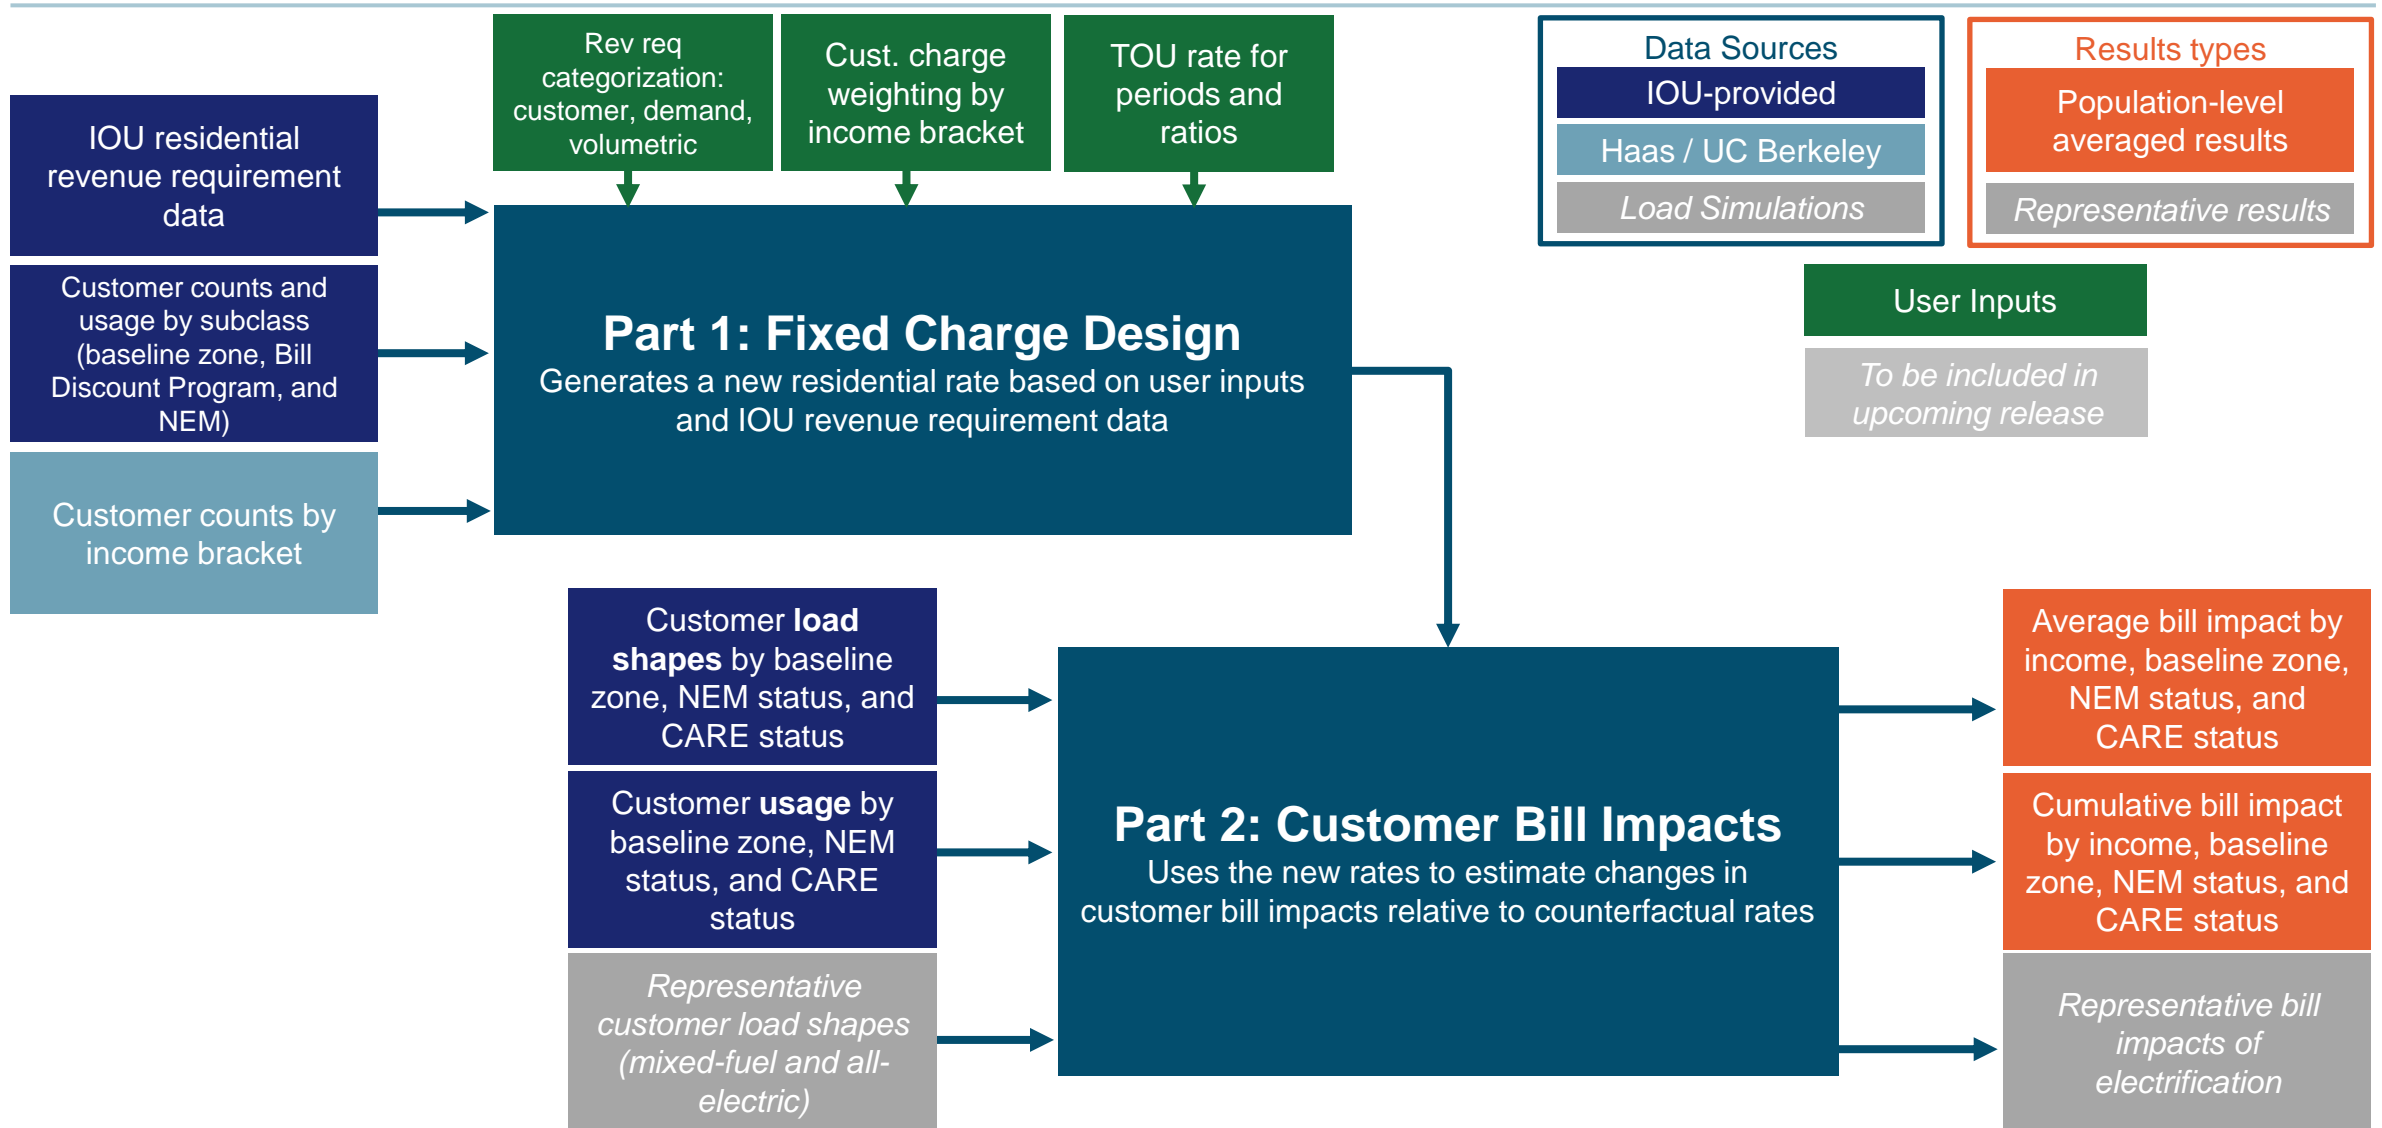 Rev req
categorization:
customer, demand,
volumetric
Cust. charge
weighting by
income bracket
TOU rate for
periods and
ratios
Data Sources
IOU-provided
Haas / UC Berkeley
Load Simulations
Results types
Population-level
averaged results
Representative results
User Inputs
To be included in
upcoming release
IOU residential
revenue requirement
data
Customer counts and
usage by subclass
(baseline zone, Bill
Discount Program, and
NEM)
Customer counts by
income bracket
Part 1: Fixed Charge Design
Generates a new residential rate based on user inputs
and IOU revenue requirement data
Customer load
shapes by baseline
zone, NEM status, and
CARE status
Customer usage by
baseline zone, NEM
status, and CARE
status
Representative
customer load shapes
(mixed-fuel and all-
electric)
Part 2: Customer Bill Impacts
Uses the new rates to estimate changes in
customer bill impacts relative to counterfactual rates
Average bill impact by
income, baseline zone,
NEM status, and
CARE status
Cumulative bill impact
by income, baseline
zone, NEM status, and
CARE status
Representative bill
impacts of
electrification